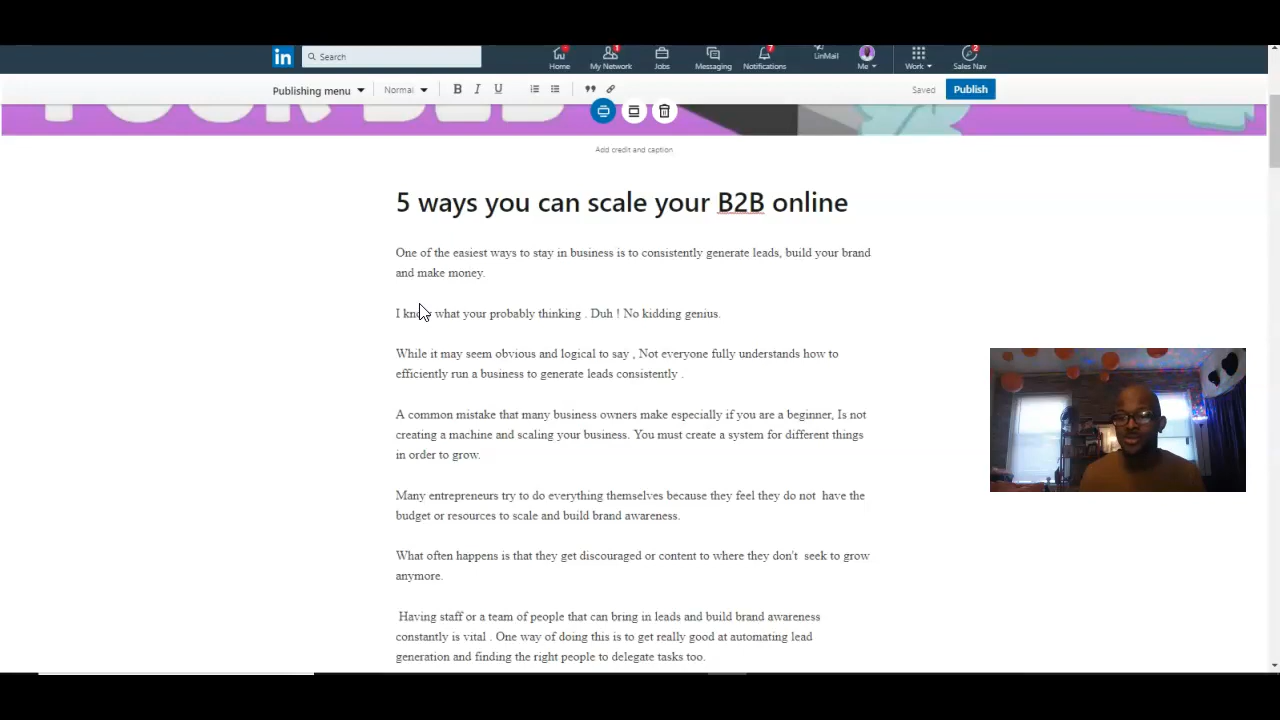 in Search
Home My Network Jobs Messaging Notifications LinMail Me Work Sales Nav
1 7 2
Publishing menu Normal B I U Saved Publish
YOUR B2B
Add credit and caption
5 ways you can scale your B2B online
One of the easiest ways to stay in business is to consistently generate leads, build your brand
and make money.
I know what your probably thinking . Duh ! No kidding genius.
While it may seem obvious and logical to say , Not everyone fully understands how to
efficiently run a business to generate leads consistently .
A common mistake that many business owners make especially if you are a beginner, Is not
creating a machine and scaling your business. You must create a system for different things
in order to grow.
Many entrepreneurs try to do everything themselves because they feel they do not  have the
budget or resources to scale and build brand awareness.
What often happens is that they get discouraged or content to where they don't  seek to grow
anymore.
Having staff or a team of people that can bring in leads and build brand awareness
constantly is vital . One way of doing this is to get really good at automating lead
generation and finding the right people to delegate tasks too.